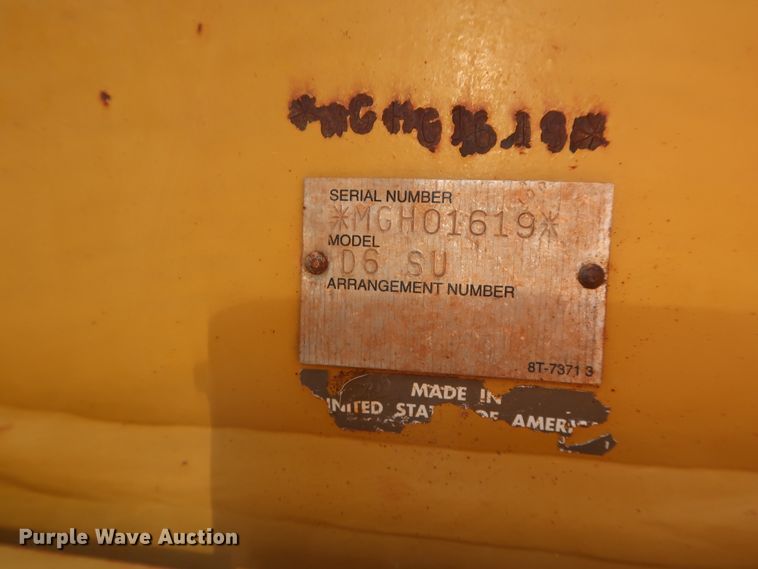 SERIAL NUMBER
*MGH01619*
MODEL
D6 SU
ARRANGEMENT NUMBER
8T-7371 3
MADE IN
UNITED STATES OF AMERICA
Purple Wave Auction